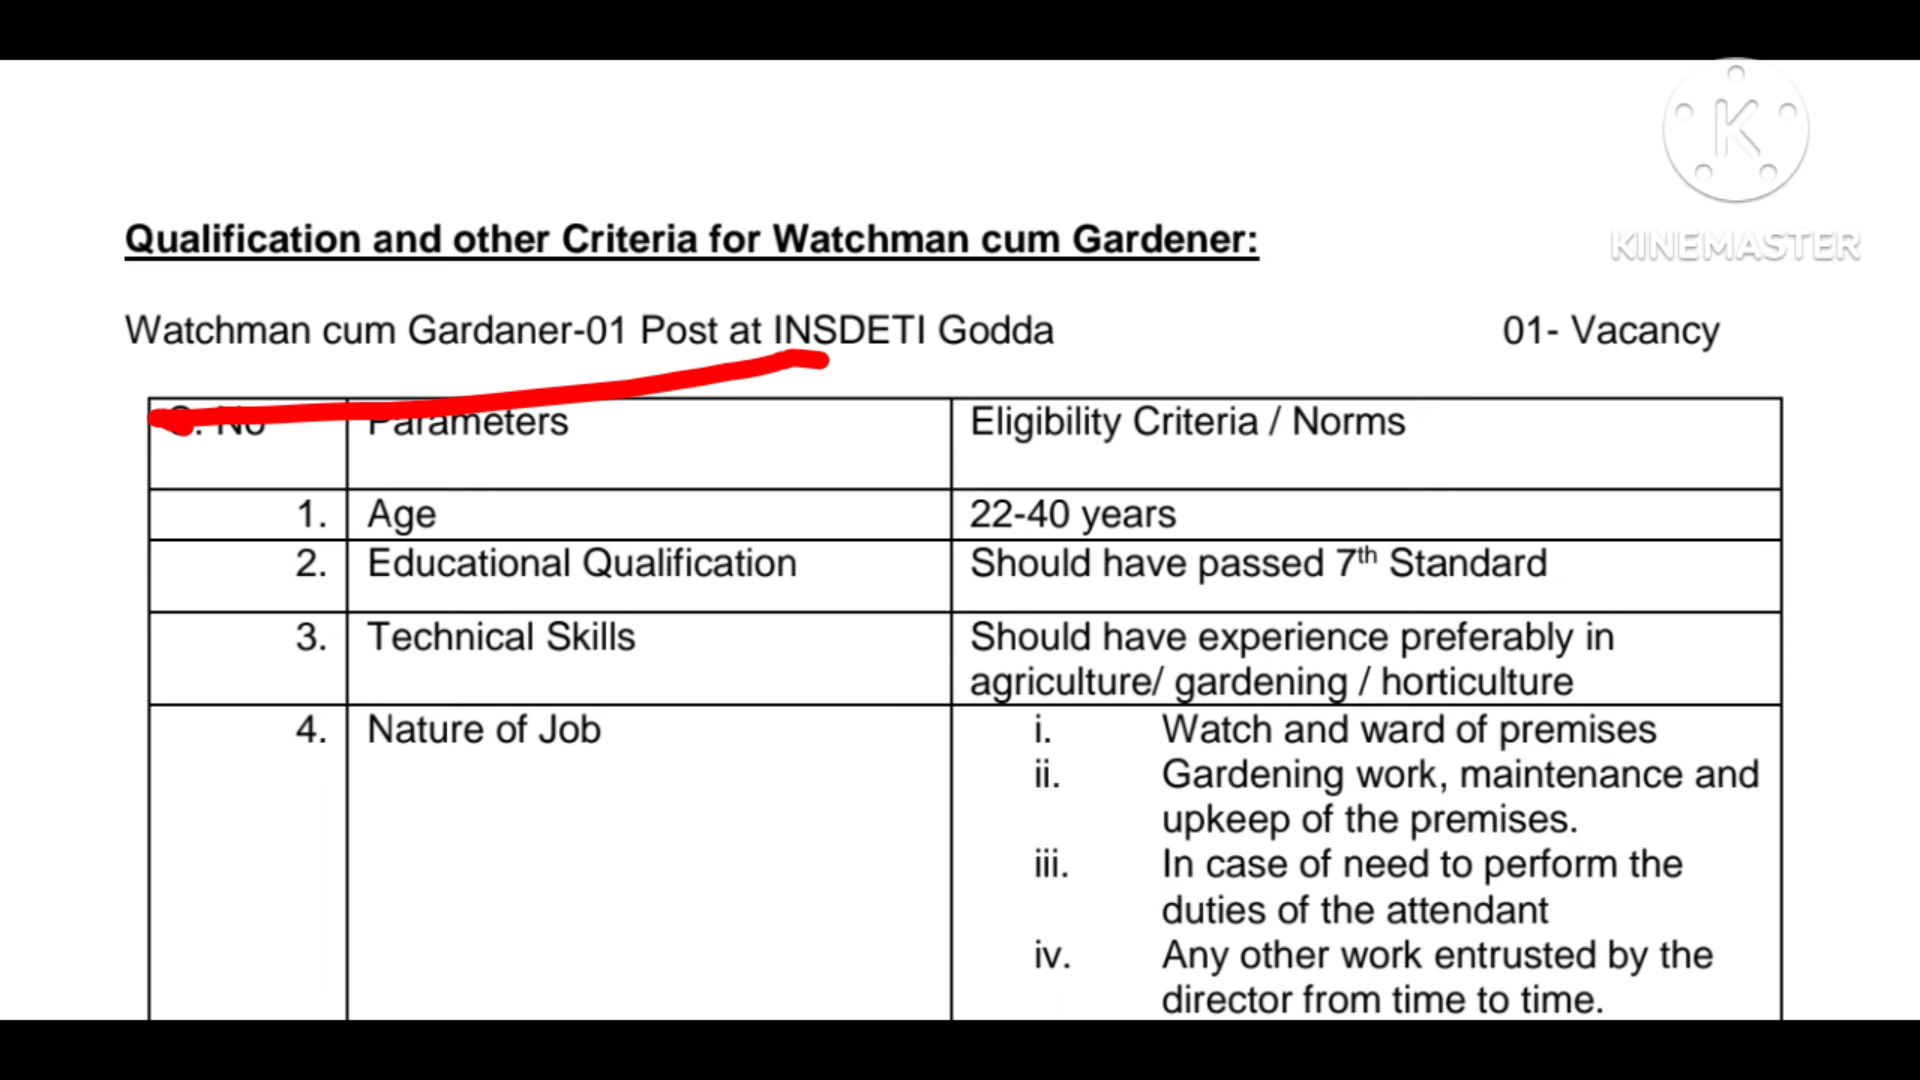 KINEMASTER
Qualification and other Criteria for Watchman cum Gardener:
Watchman cum Gardaner-01 Post at INSDETI Godda 01- Vacancy
S. No Parameters Eligibility Criteria / Norms
1. Age 22-40 years
2. Educational Qualification Should have passed 7th Standard
3. Technical Skills Should have experience preferably in
agriculture/ gardening / horticulture
4. Nature of Job i. Watch and ward of premises
ii. Gardening work, maintenance and
upkeep of the premises.
iii. In case of need to perform the
duties of the attendant
iv. Any other work entrusted by the
director from time to time.